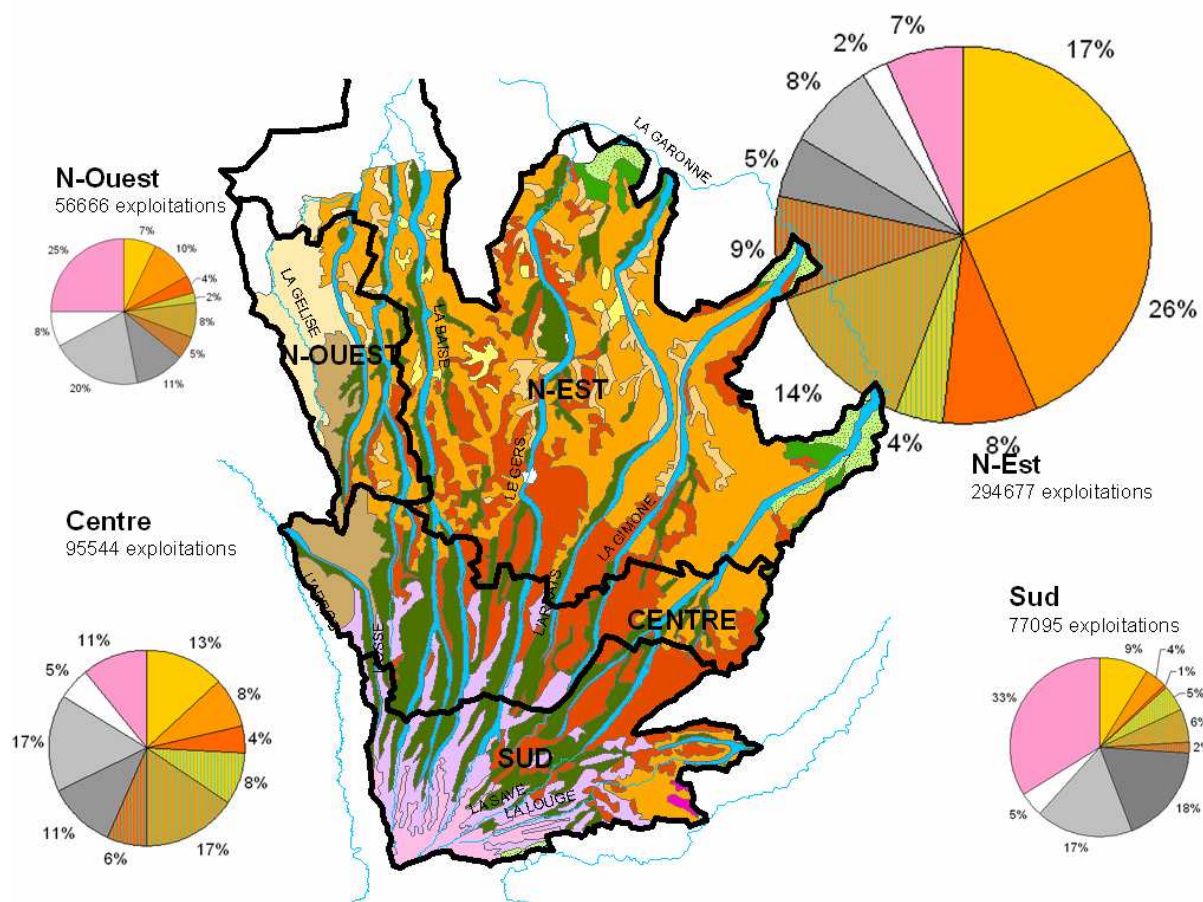 7%
17%
2%
8%
5%
9%
14%
4%
8%
26%
N-Est
294677 exploitations
LA GARONNE
N-Ouest
56666 exploitations
25%
7%
10%
4%
2%
8%
5%
11%
20%
8%
LA GELISE
N-OUEST
LA BAISE
N-EST
LE GERS
LA GIMONE
Centre
95544 exploitations
11%
13%
5%
8%
4%
17%
8%
11%
6%
17%
CENTRE
SUD
LA SAVE
LA LOUGE
Sud
77095 exploitations
9%
4%
1%
5%
6%
2%
33%
18%
5%
17%